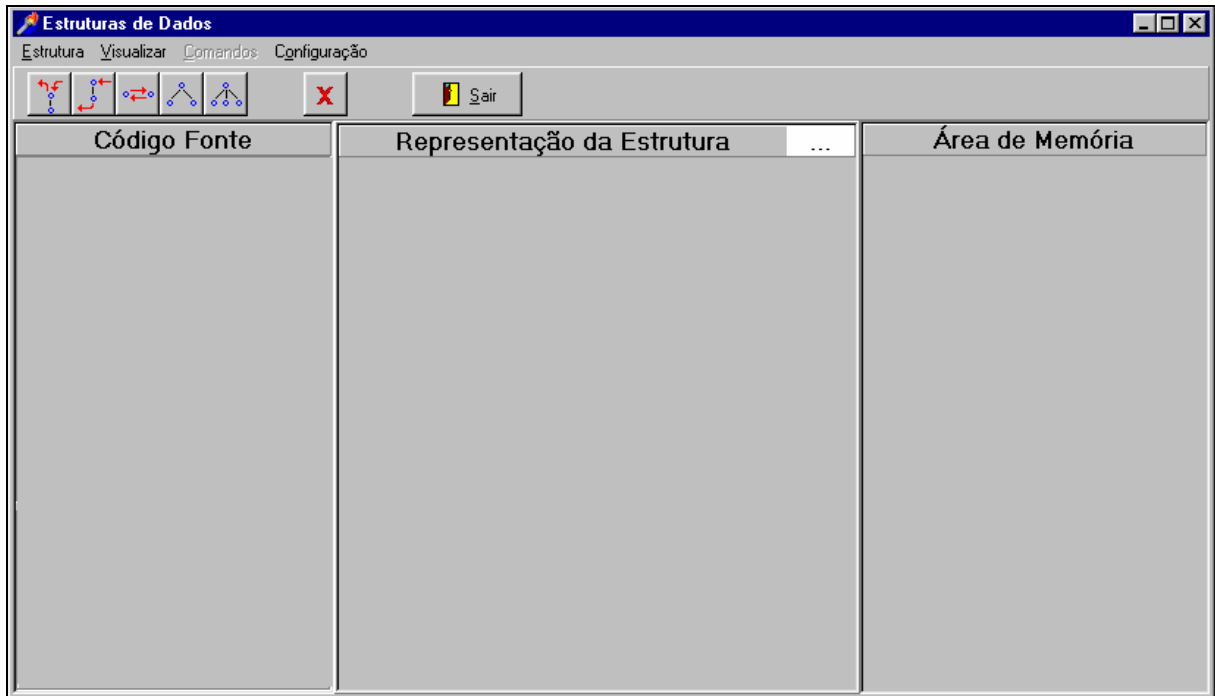 Estruturas de Dados
Estrutura Visualizar Comandos Configuração
Sair
Código Fonte Representação da Estrutura ... Área de Memória